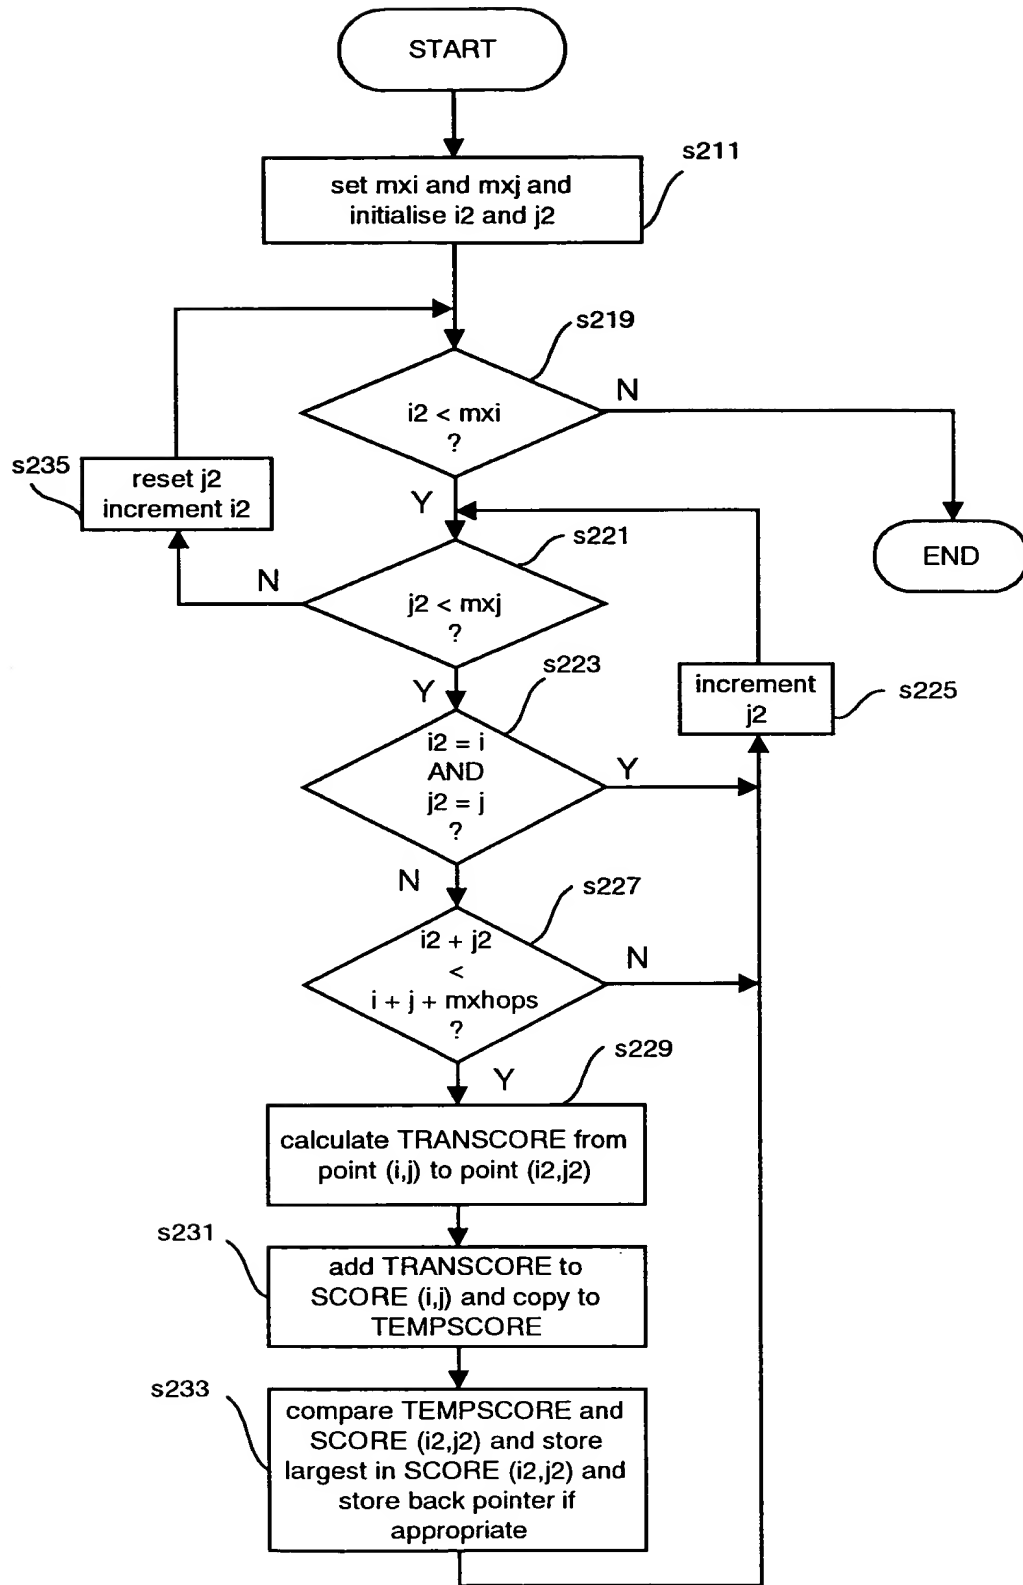 START
s211
set mxi and mxj and
initialise i2 and j2
s219
i2 < mxi
?
N
s235
reset j2
increment i2
Y
s221
END
N
j2 < mxj
?
s223
Y
increment
j2
s225
i2 = i
AND
j2 = j
?
Y
N
s227
i2 + j2
<
i + j + mxhops
?
N
s229
Y
calculate TRANSCORE from
point (i,j) to point (i2,j2)
s231
add TRANSCORE to
SCORE (i,j) and copy to
TEMPSCORE
s233
compare TEMPSCORE and
SCORE (i2,j2) and store
largest in SCORE (i2,j2) and
store back pointer if
appropriate